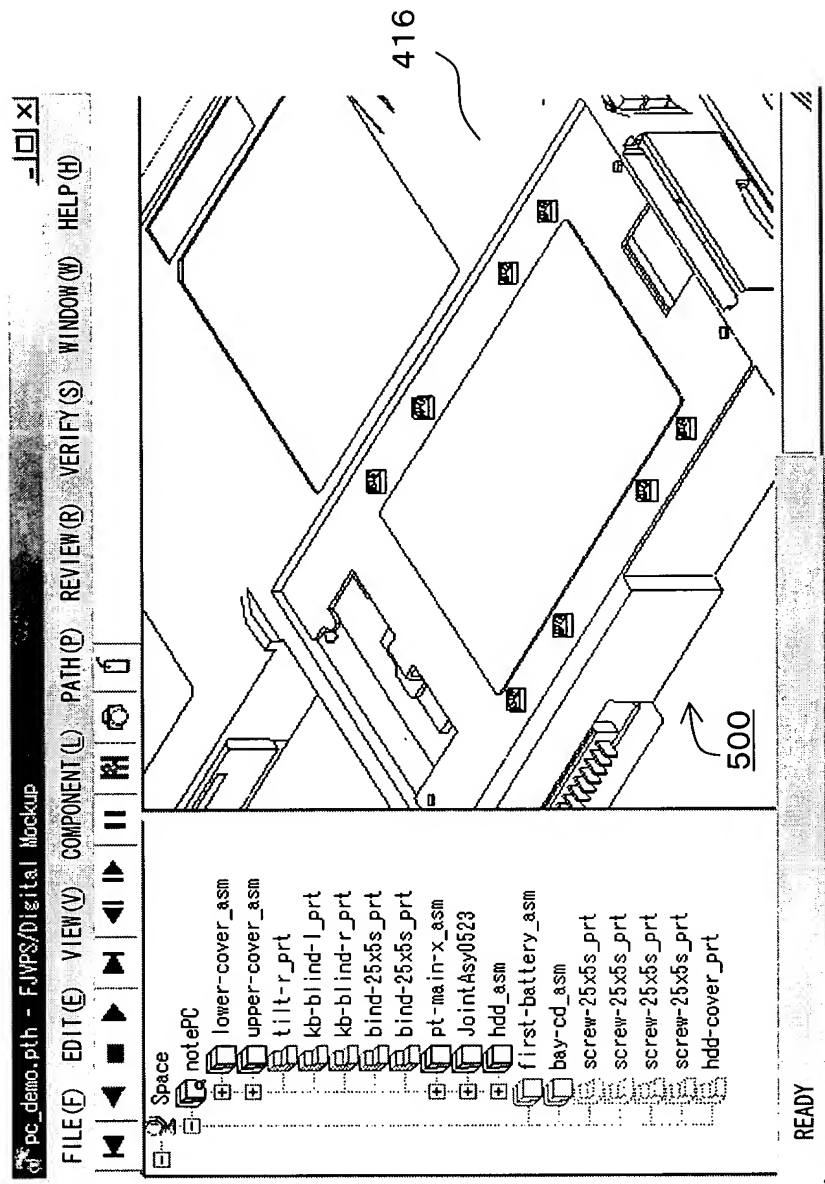 pc_demo.pth - FJVPS/Digital Mockup
FILE(F) EDIT(E) VIEW(V) COMPONENT(L) PATH(P) REVIEW(R) VERIFY(S) WINDOW(W) HELP(H)
Space
notePC
lower-cover_asm
upper-cover_asm
tilt-r_prt
kb-blind-l_prt
kb-blind-r_prt
bind-25x5s_prt
bind-25x5s_prt
pt-main-x_asm
JointAsy0523
hdd_asm
first-battery_asm
bay-cd_asm
screw-25x5s_prt
screw-25x5s_prt
screw-25x5s_prt
screw-25x5s_prt
hdd-cover_prt
416
500
READY